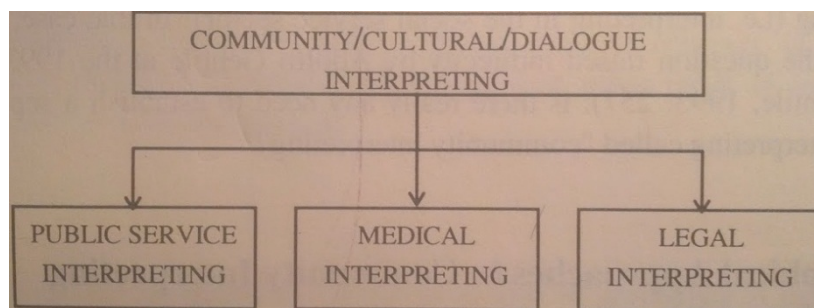 COMMUNITY/CULTURAL/DIALOGUE
INTERPRETING
PUBLIC SERVICE
INTERPRETING
MEDICAL
INTERPRETING
LEGAL
INTERPRETING